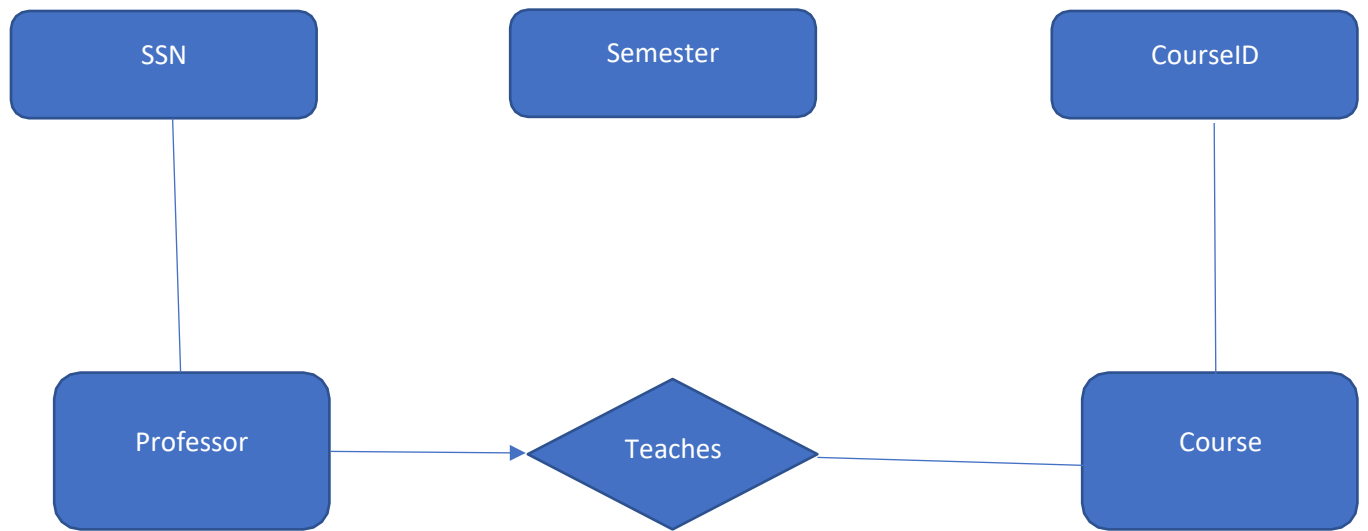 SSN
Semester
CourseID
Professor
Teaches
Course